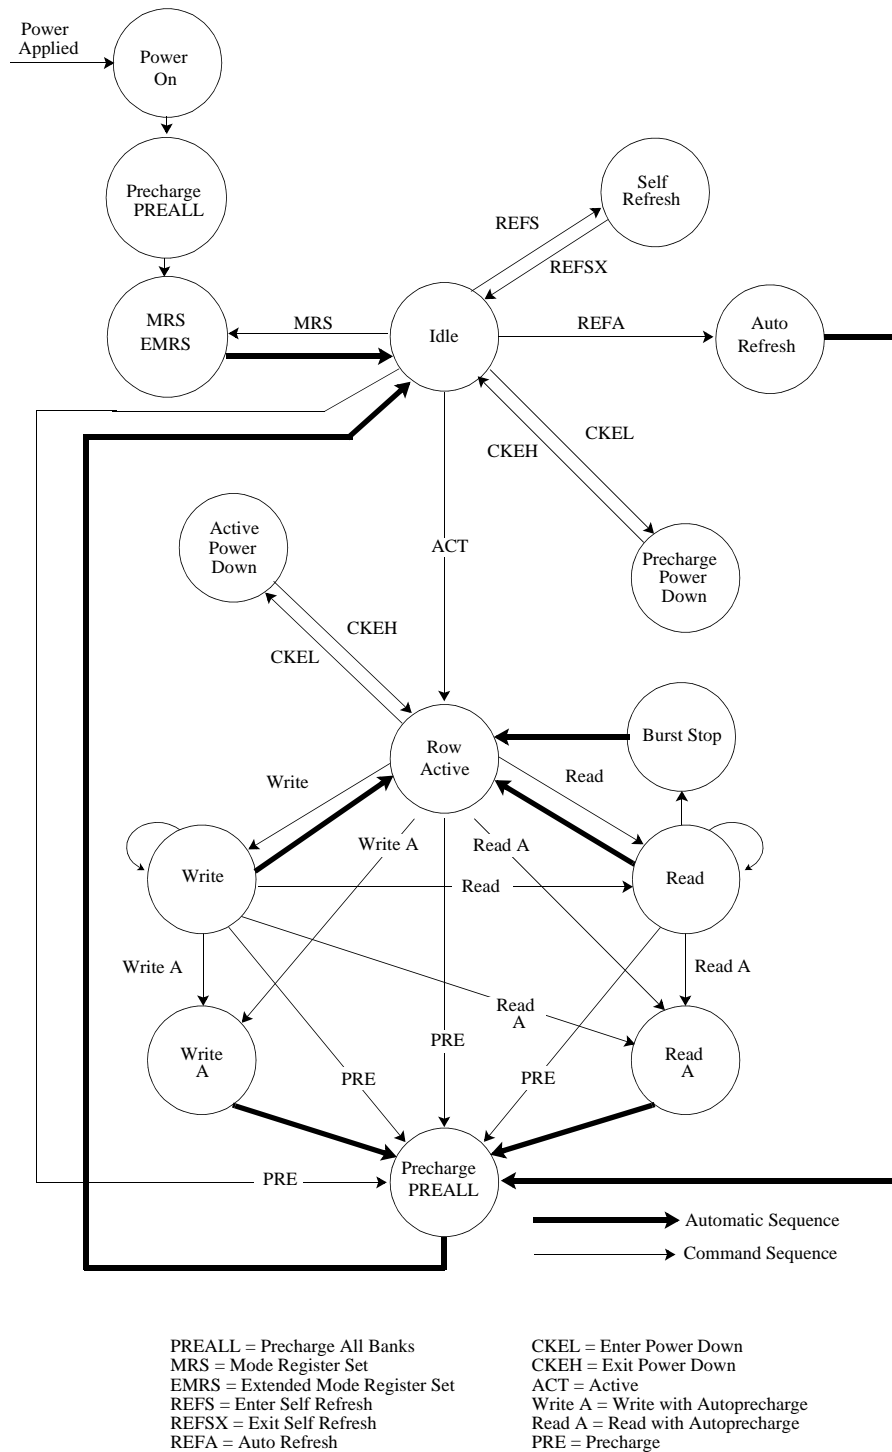 Power
Applied
Power
On
Precharge
PREALL
Self
Refresh
REFS
REFSX
MRS
EMRS
MRS
Idle
REFA
Auto
Refresh
CKEL
CKEH
Active
Power
Down
ACT
Precharge
Power
Down
CKEH
CKEL
Row
Active
Burst Stop
Write
Read
Write A
Read A
Write
Read
Read
Write A
Read A
Read
A
Write
A
PRE
PRE
PRE
Read
A
Precharge
PREALL
PRE
Automatic Sequence
Command Sequence
PREALL = Precharge All Banks
MRS = Mode Register Set
EMRS = Extended Mode Register Set
REFS = Enter Self Refresh
REFSX = Exit Self Refresh
REFA = Auto Refresh
CKEL = Enter Power Down
CKEH = Exit Power Down
ACT = Active
Write A = Write with Autoprecharge
Read A = Read with Autoprecharge
PRE = Precharge